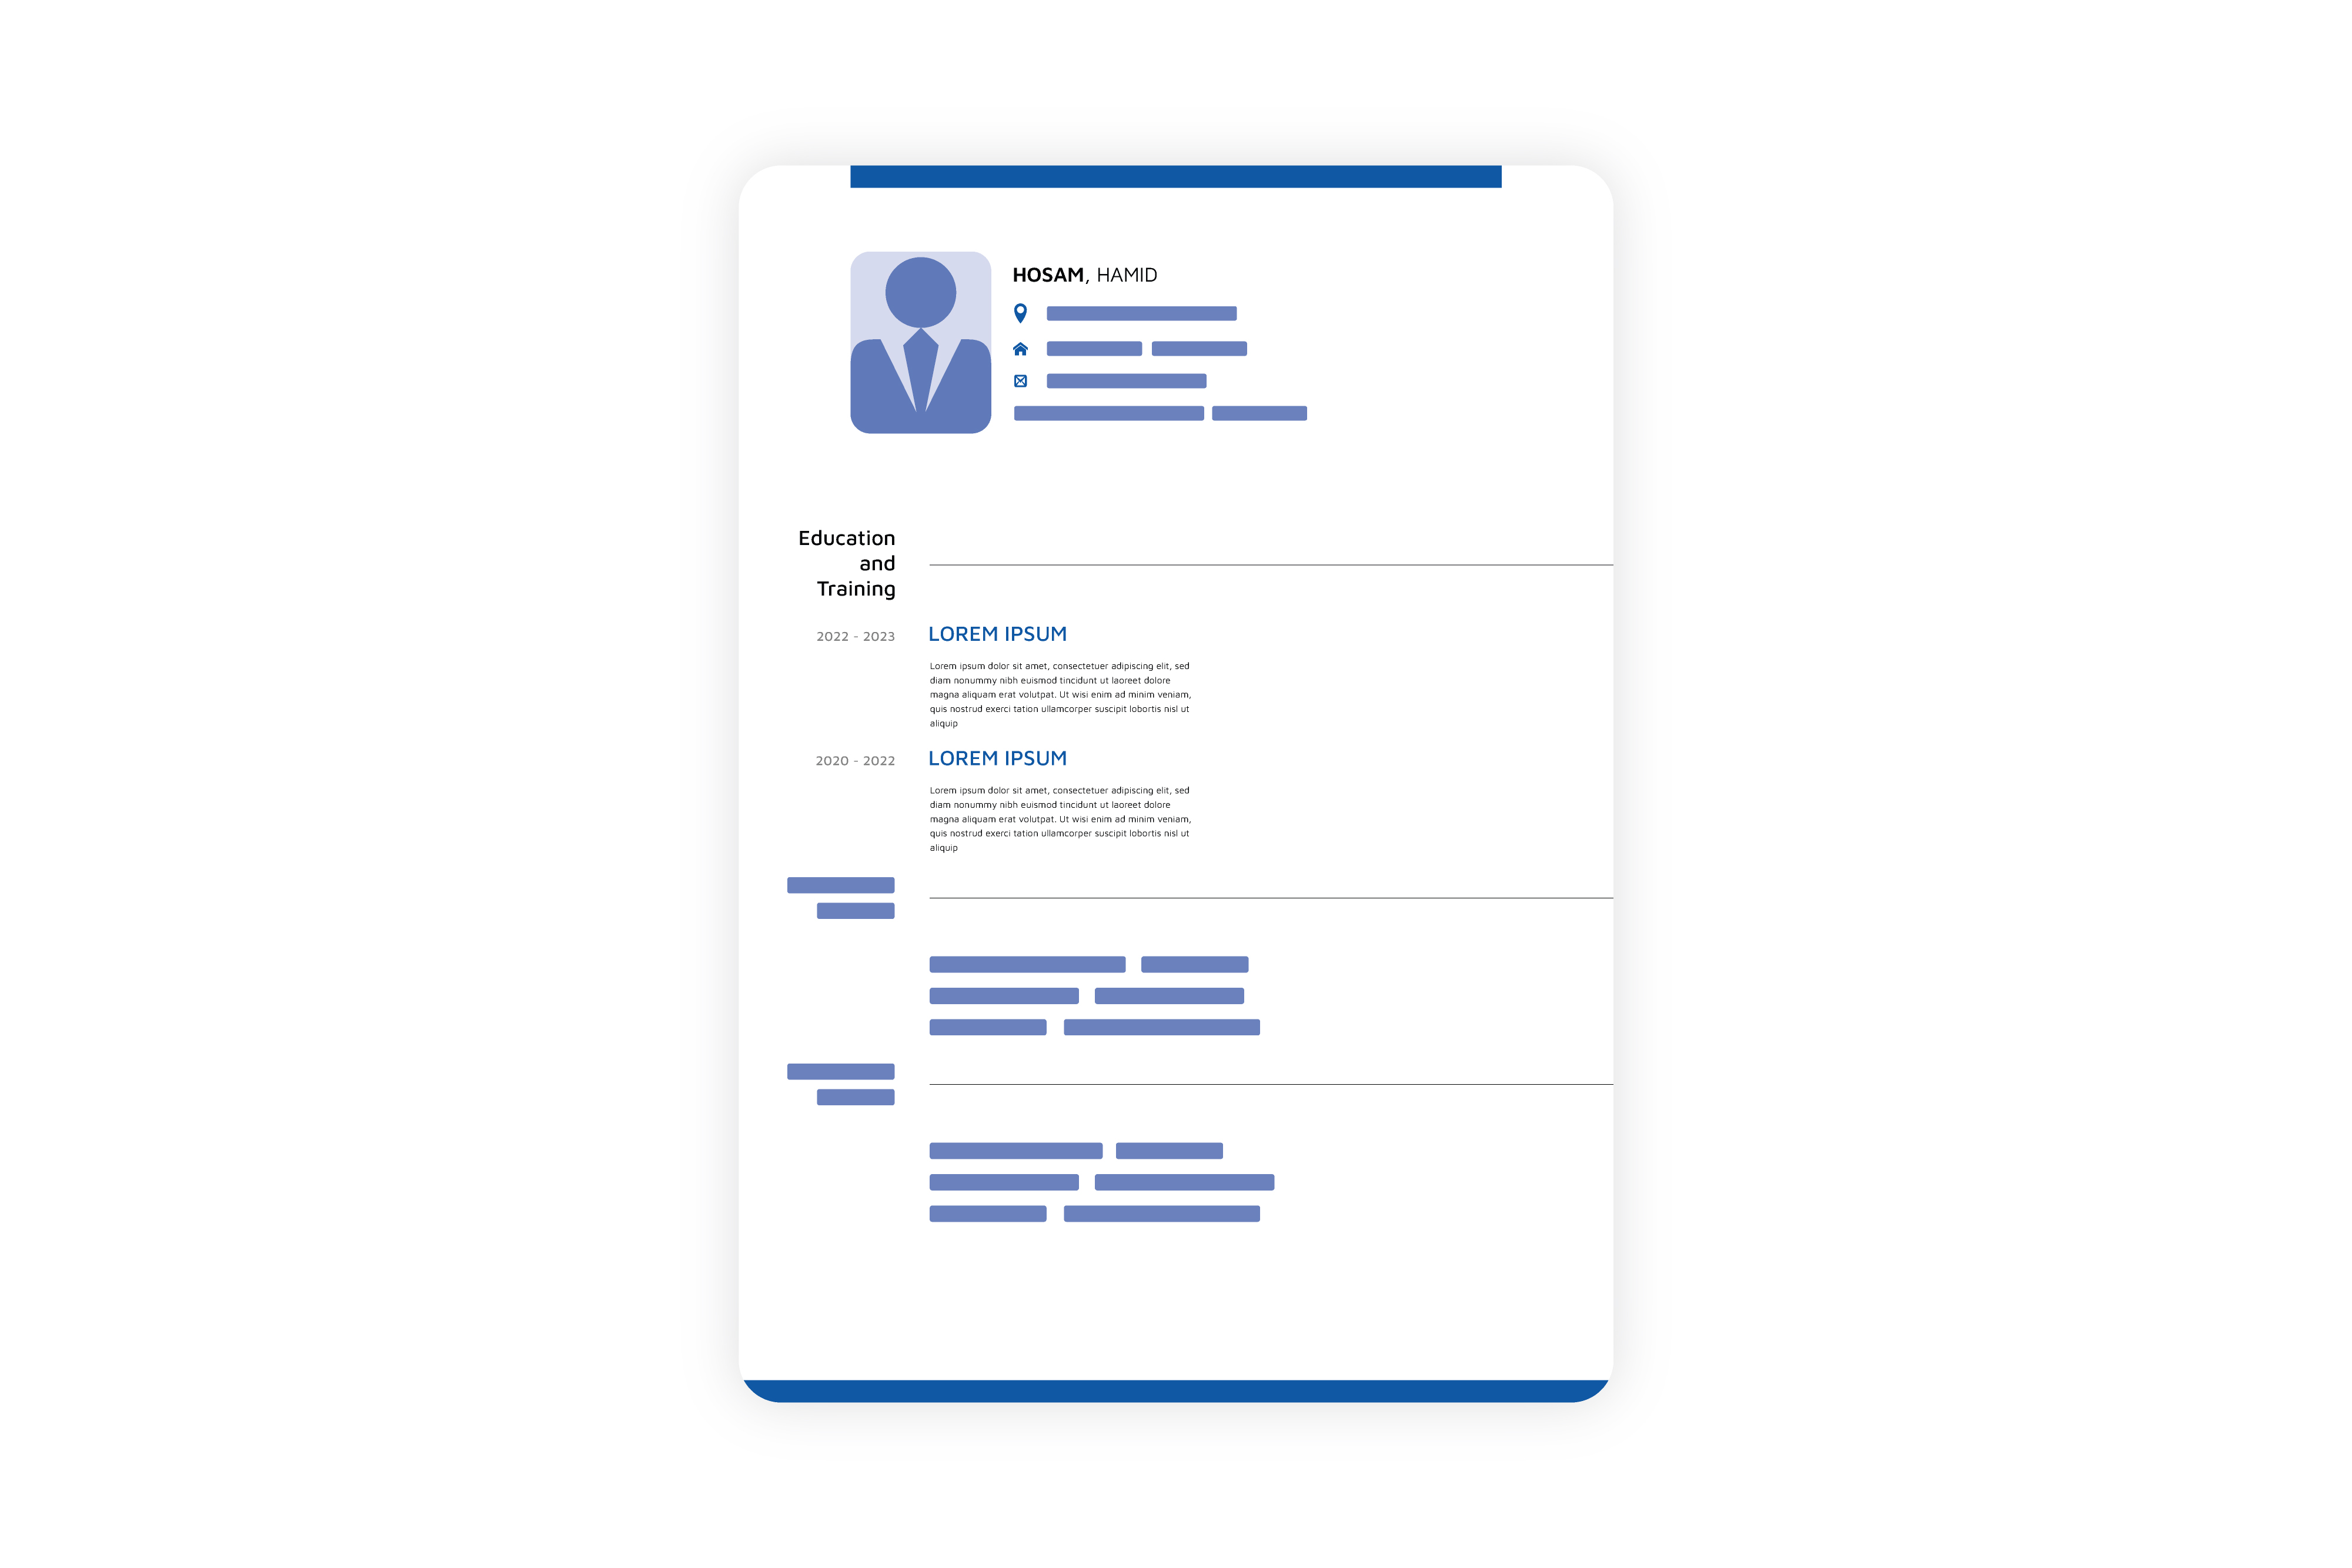 HOSAM, HAMID
Education
and
Training
2022 - 2023
LOREM IPSUM
Lorem ipsum dolor sit amet, consectetuer adipiscing elit, sed
diam nonummy nibh euismod tincidunt ut laoreet dolore
magna aliquam erat volutpat. Ut wisi enim ad minim veniam,
quis nostrud exerci tation ullamcorper suscipit lobortis nisl ut
aliquip
2020 - 2022
LOREM IPSUM
Lorem ipsum dolor sit amet, consectetuer adipiscing elit, sed
diam nonummy nibh euismod tincidunt ut laoreet dolore
magna aliquam erat volutpat. Ut wisi enim ad minim veniam,
quis nostrud exerci tation ullamcorper suscipit lobortis nisl ut
aliquip